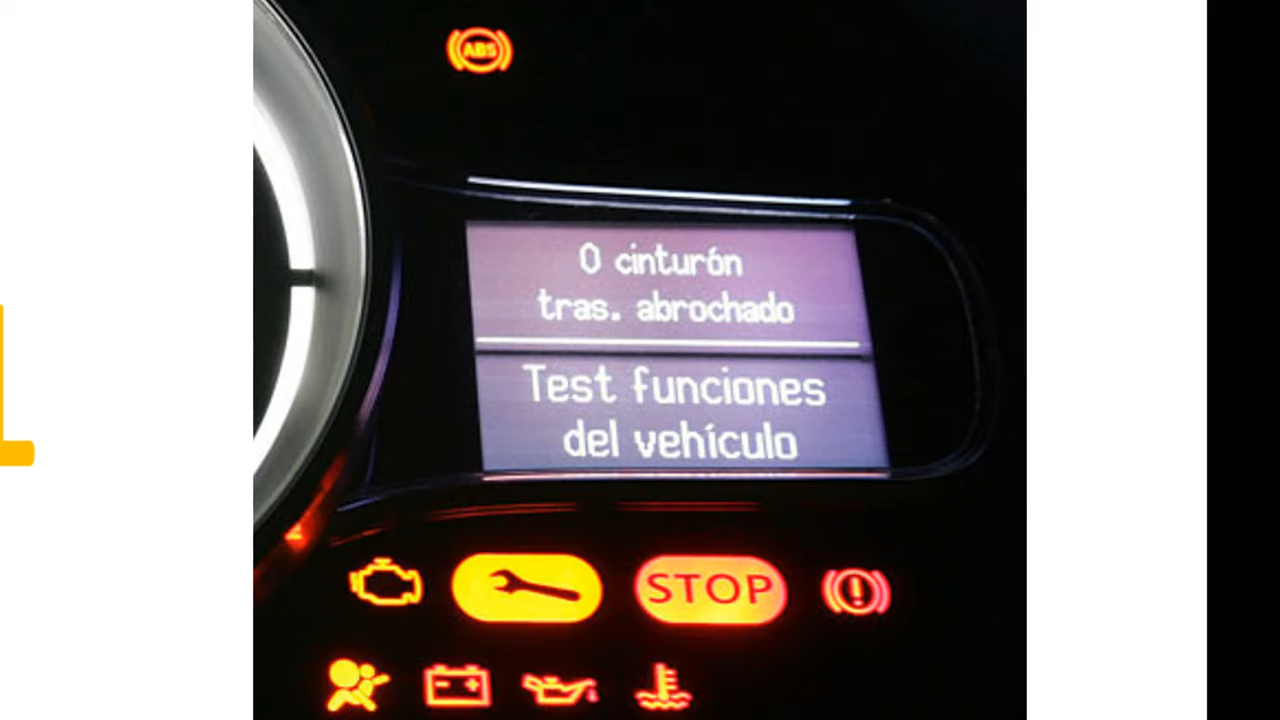 ABS
0 cinturón
tras. abrochado
Test funciones
del vehículo
STOP